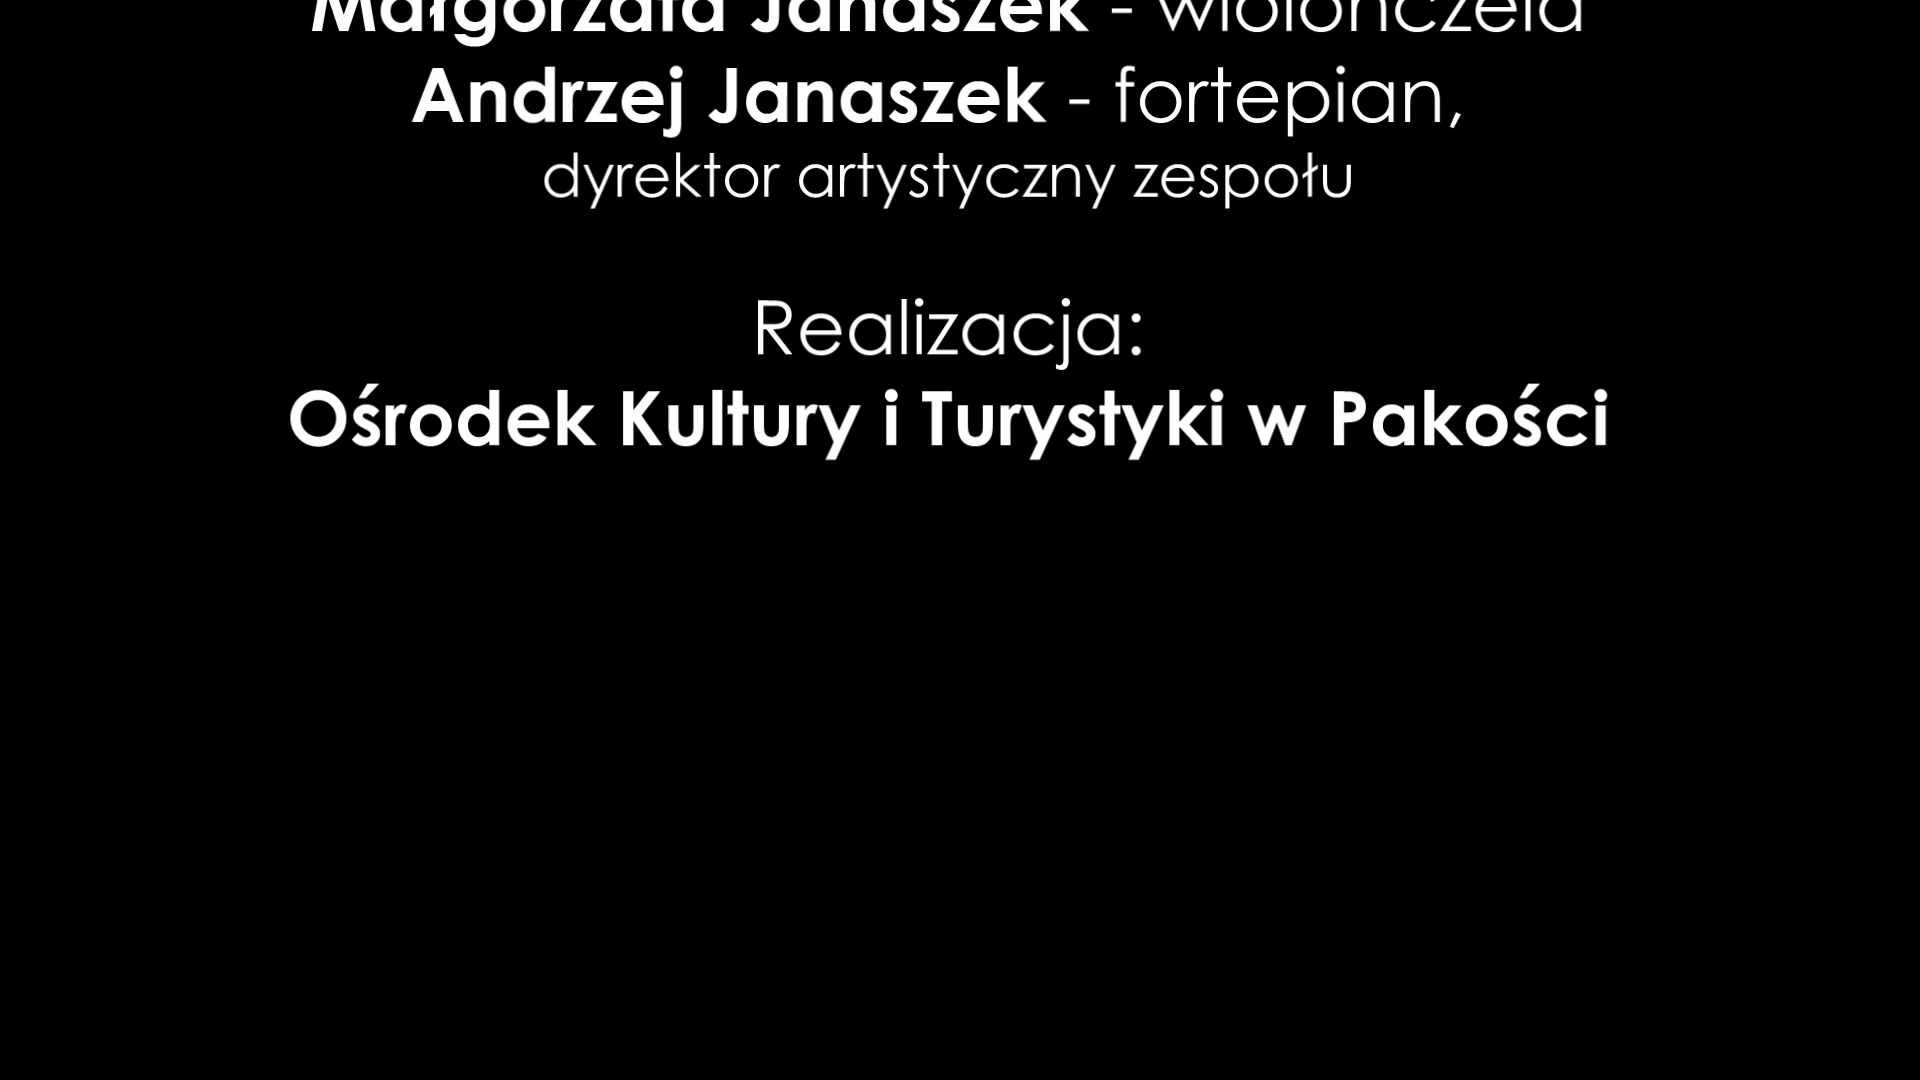 Małgorzata Janaszek - wiolonczela
Andrzej Janaszek - fortepian,
dyrektor artystyczny zespołu
Realizacja:
Ośrodek Kultury i Turystyki w Pakości